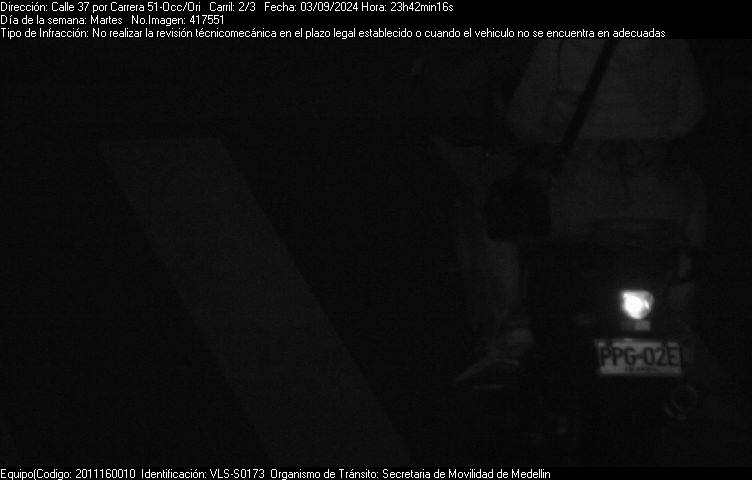 Dirección: Calle 37 por Carrera 51-Occ/Ori Carril: 2/3 Fecha: 03/09/2024 Hora: 23h42min16s
Día de la semana: Martes No.Imagen: 417551
Tipo de Infracción: No realizar la revisión técnicomecánica en el plazo legal establecido o cuando el vehiculo no se encuentra en adecuadas
PPG-02E
Equipo(Codigo: 2011160010 Identificación: VLS-S0173 Organismo de Tránsito: Secretaria de Movilidad de Medellin